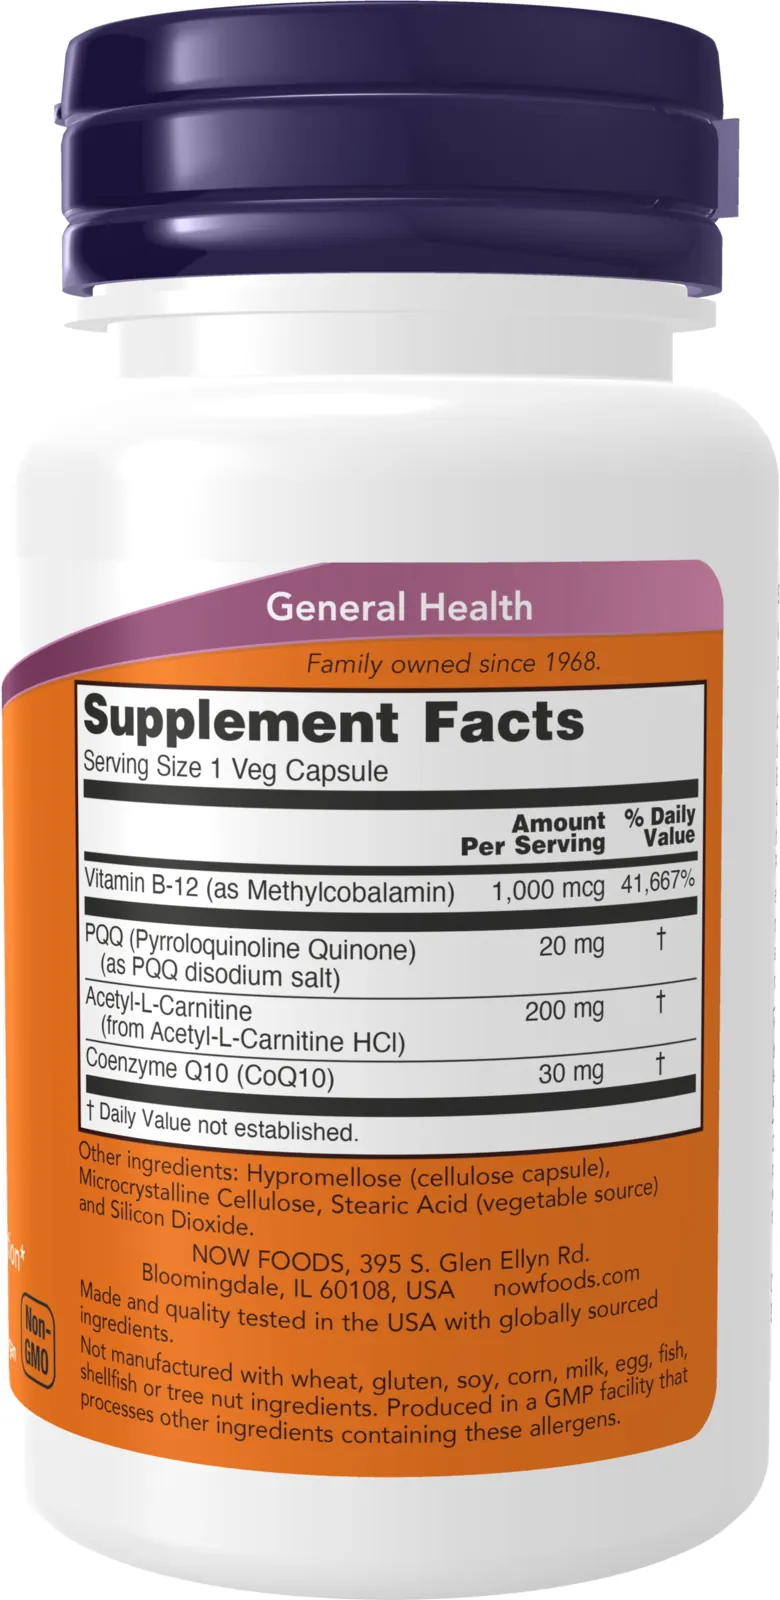 General Health
Family owned since 1968.
Supplement Facts
Serving Size 1 Veg Capsule
Amount Per Serving
% Daily Value
Vitamin B-12 (as Methylcobalamin) 1,000 mcg 41,667%
PQQ (Pyrroloquinoline Quinone) 20 mg †
(as PQQ disodium salt)
Acetyl-L-Carnitine 200 mg †
(from Acetyl-L-Carnitine HCl)
Coenzyme Q10 (CoQ10) 30 mg †
† Daily Value not established.
Other ingredients: Hypromellose (cellulose capsule),
Microcrystalline Cellulose, Stearic Acid (vegetable source)
and Silicon Dioxide.
NOW FOODS, 395 S. Glen Ellyn Rd.
Bloomingdale, IL 60108, USA nowfoods.com
Made and quality tested in the USA with globally sourced
ingredients.
Not manufactured with wheat, gluten, soy, corn, milk, egg, fish,
shellfish or tree nut ingredients. Produced in a GMP facility that
processes other ingredients containing these allergens.
Non-
GMO